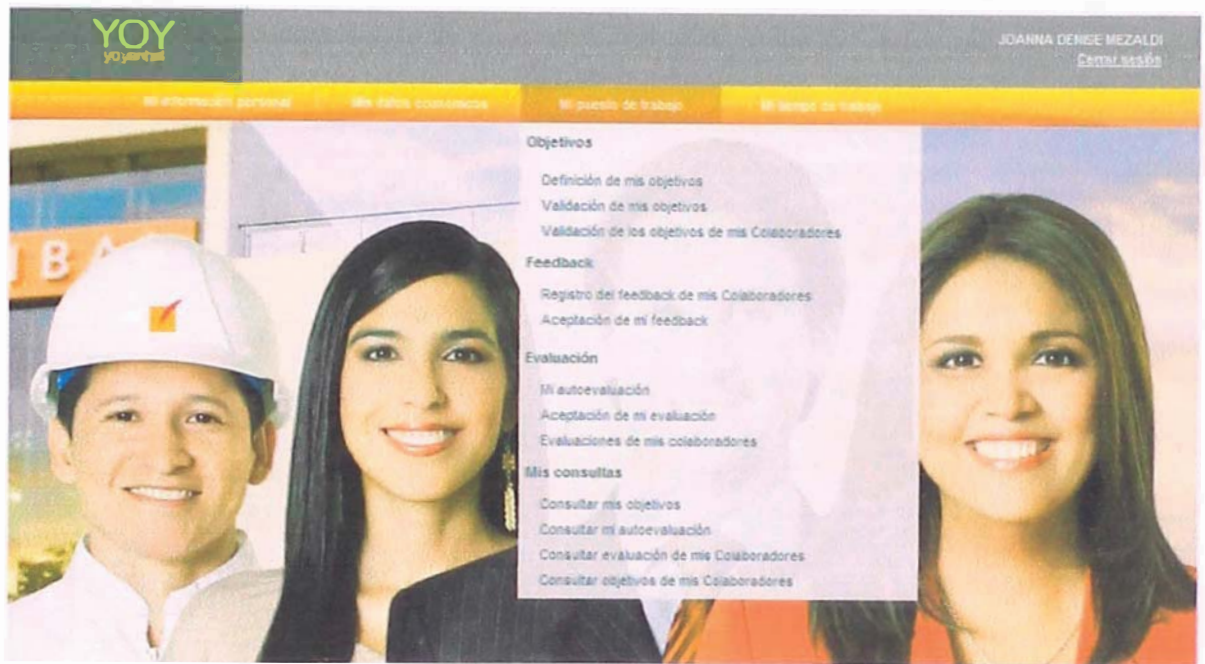 YOY
JOANNA DENISE MEZALDI
Cerrar sesión
Mi información personal
Mis datos económicos
Mi puesto de trabajo
Mi tiempo de trabajo
Objetivos
Definición de mis objetivos
Validación de mis objetivos
Validación de los objetivos de mis Colaboradores
Feedback
Registro del feedback de mis Colaboradores
Aceptación de mi feedback
Evaluación
Mi autoevaluación
Aceptación de mi evaluación
Evaluaciones de mis colaboradores
Mis consultas
Consultar mis objetivos
Consultar mi autoevaluación
Consultar evaluación de mis Colaboradores
Consultar objetivos de mis Colaboradores